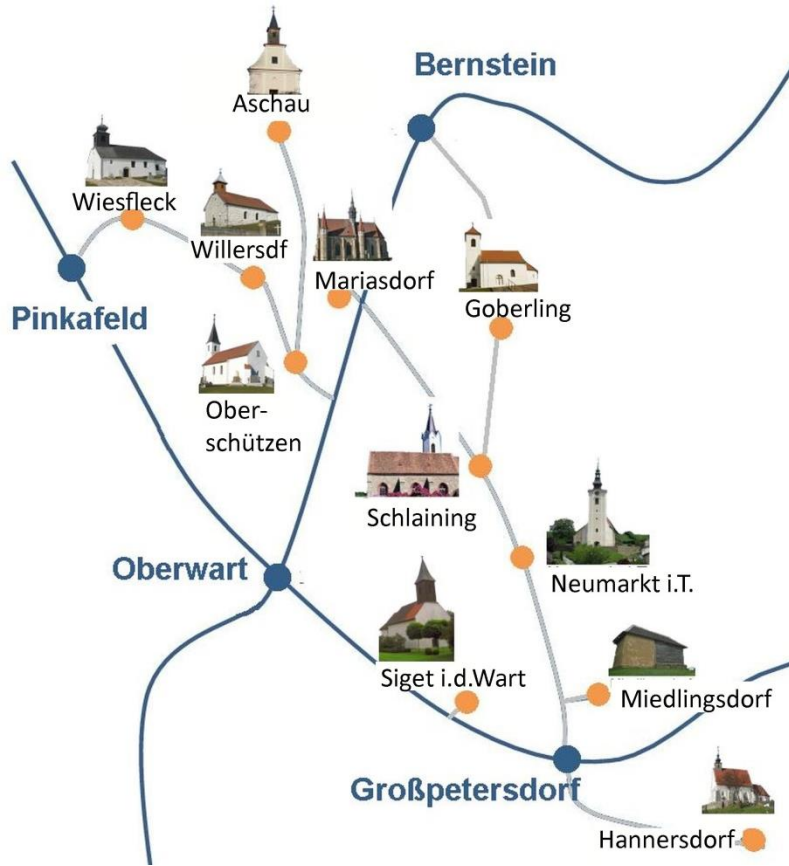 Bernstein
Aschau
Wiesfleck
Willersdf
Mariasdorf
Goberling
Pinkafeld
Ober-
schützen
Schlaining
Oberwart
Neumarkt i.T.
Siget i.d.Wart
Miedlingsdorf
Großpetersdorf
Hannersdorf